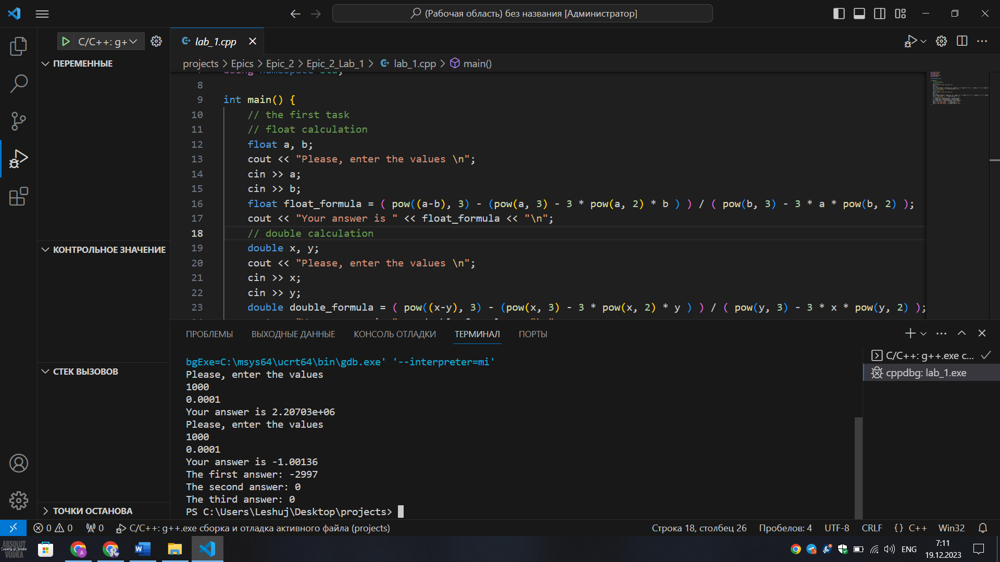 (Рабочая область) без названия [Администратор]
C/C++: g+
lab_1.cpp
ПЕРЕМЕННЫЕ
projects > Epics > Epic_2 > Epic_2_Lab_1 > lab_1.cpp > main()
using namespace std;
8
9 int main() {
10 // the first task
11 // float calculation
12 float a, b;
13 cout << "Please, enter the values \n";
14 cin >> a;
15 cin >> b;
16 float float_formula = ( pow((a-b), 3) - (pow(a, 3) - 3 * pow(a, 2) * b ) ) / ( pow(b, 3) - 3 * a * pow(b, 2) );
17 cout << "Your answer is " << float_formula << "\n";
18 // double calculation
19 double x, y;
20 cout << "Please, enter the values \n";
21 cin >> x;
22 cin >> y;
23 double double_formula = ( pow((x-y), 3) - (pow(x, 3) - 3 * pow(x, 2) * y ) ) / ( pow(y, 3) - 3 * x * pow(y, 2) );
КОНТРОЛЬНОЕ ЗНАЧЕНИЕ
СТЕК ВЫЗОВОВ
ТОЧКИ ОСТАНОВА
ПРОБЛЕМЫ ВЫХОДНЫЕ ДАННЫЕ КОНСОЛЬ ОТЛАДКИ ТЕРМИНАЛ ПОРТЫ
bgExe=C:\msys64\ucrt64\bin\gdb.exe' '--interpreter=mi'
Please, enter the values
1000
0.0001
Your answer is 2.20703e+06
Please, enter the values
1000
0.0001
Your answer is -1.00136
The first answer: -2997
The second answer: 0
The third answer: 0
PS C:\Users\Leshuj\Desktop\projects>
C/C++: g++.exe c...
cppdbg: lab_1.exe
0 0 0 C/C++: g++.exe сборка и отладка активного файла (projects)
Строка 18, столбец 26 Пробелов: 4 UTF-8 CRLF {} C++ Win32
ABSOLUT
Country of Sweden
VODKA
ENG
7:11
19.12.2023